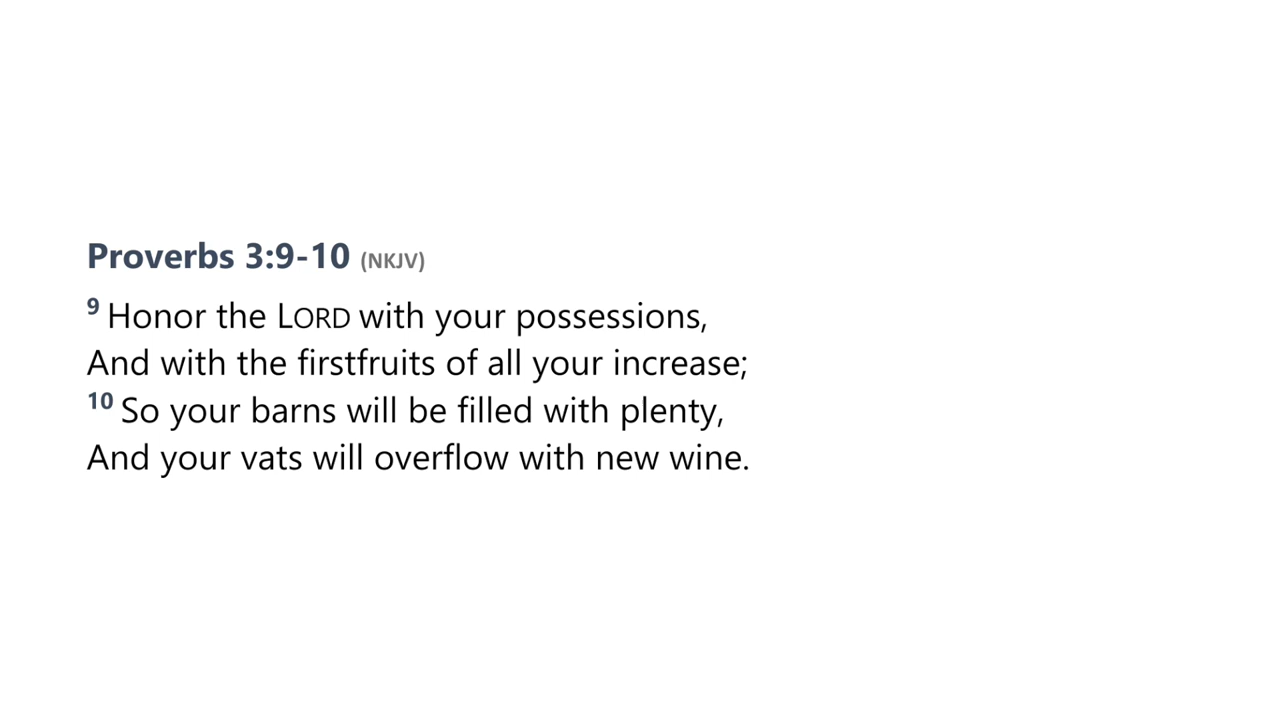 Proverbs 3:9-10 (NKJV)
9 Honor the LORD with your possessions,
And with the firstfruits of all your increase;
10 So your barns will be filled with plenty,
And your vats will overflow with new wine.